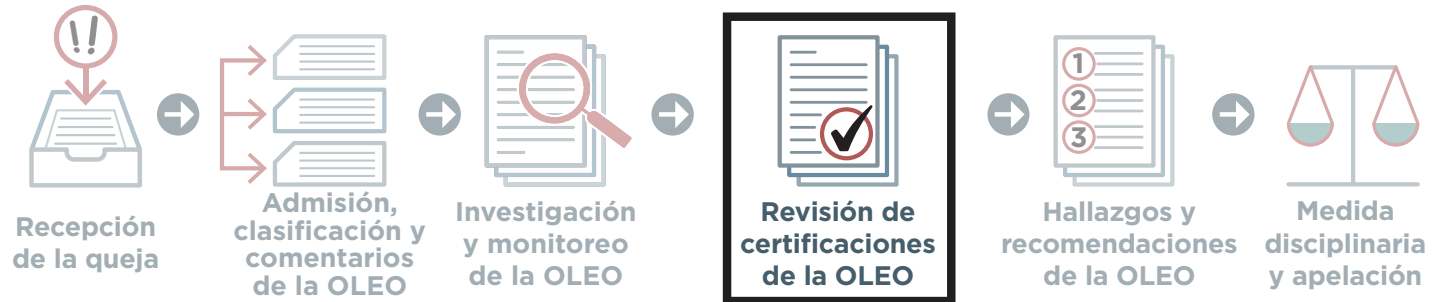 !!
Recepción
de la queja
Admisión,
clasificación y
comentarios
de la OLEO
Investigación
y monitoreo
de la OLEO
Revisión de
certificaciones
de la OLEO
1
2
3
Hallazgos y
recomendaciones
de la OLEO
Medida
disciplinaria
y apelación